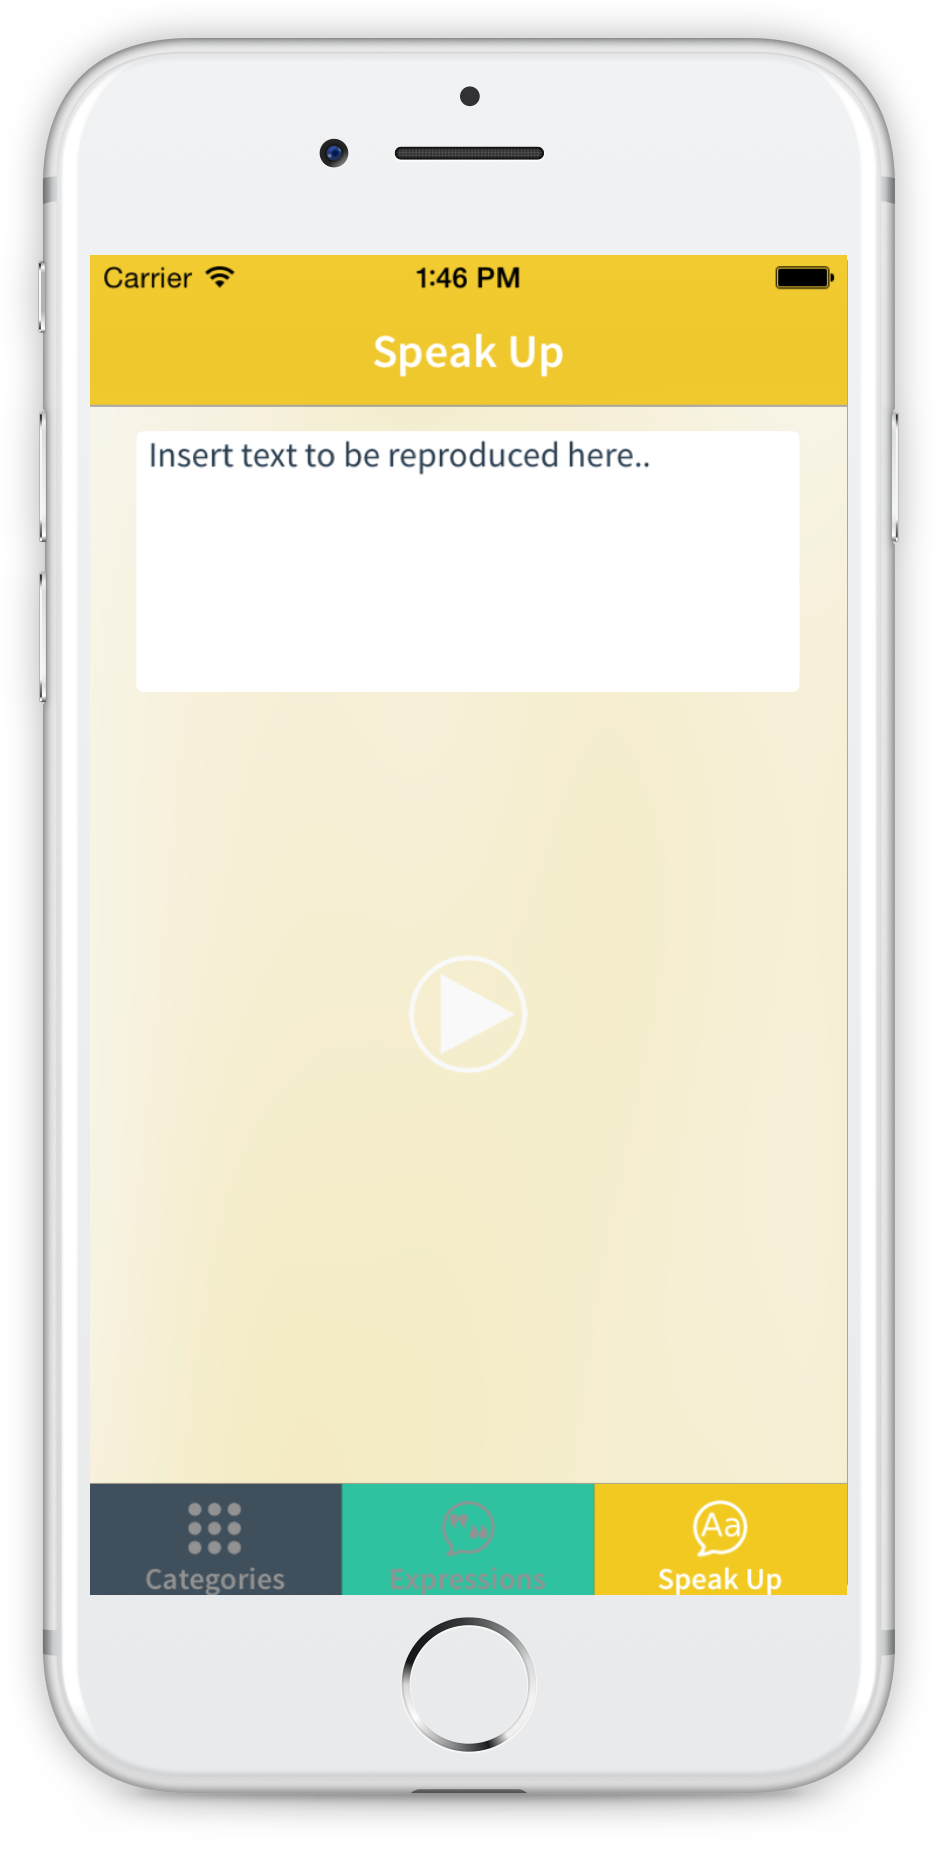 Carrier 1:46 PM
Speak Up
Insert text to be reproduced here..
Aa
Categories Expressions Speak Up